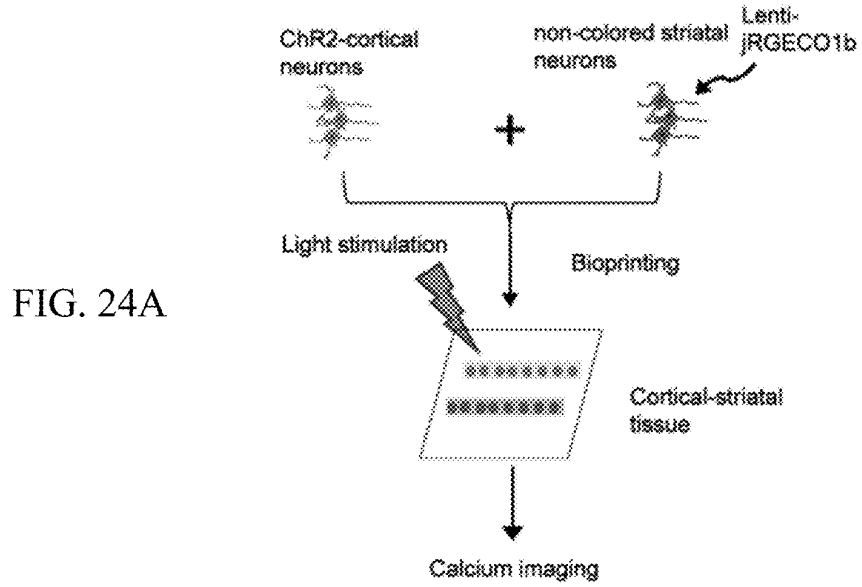 ChR2-cortical
neurons
non-colored striatal
neurons
Lenti-
jRGECO1b
Light stimulation
Bioprinting
FIG. 24A
Cortical-striatal
tissue
Calcium imaging